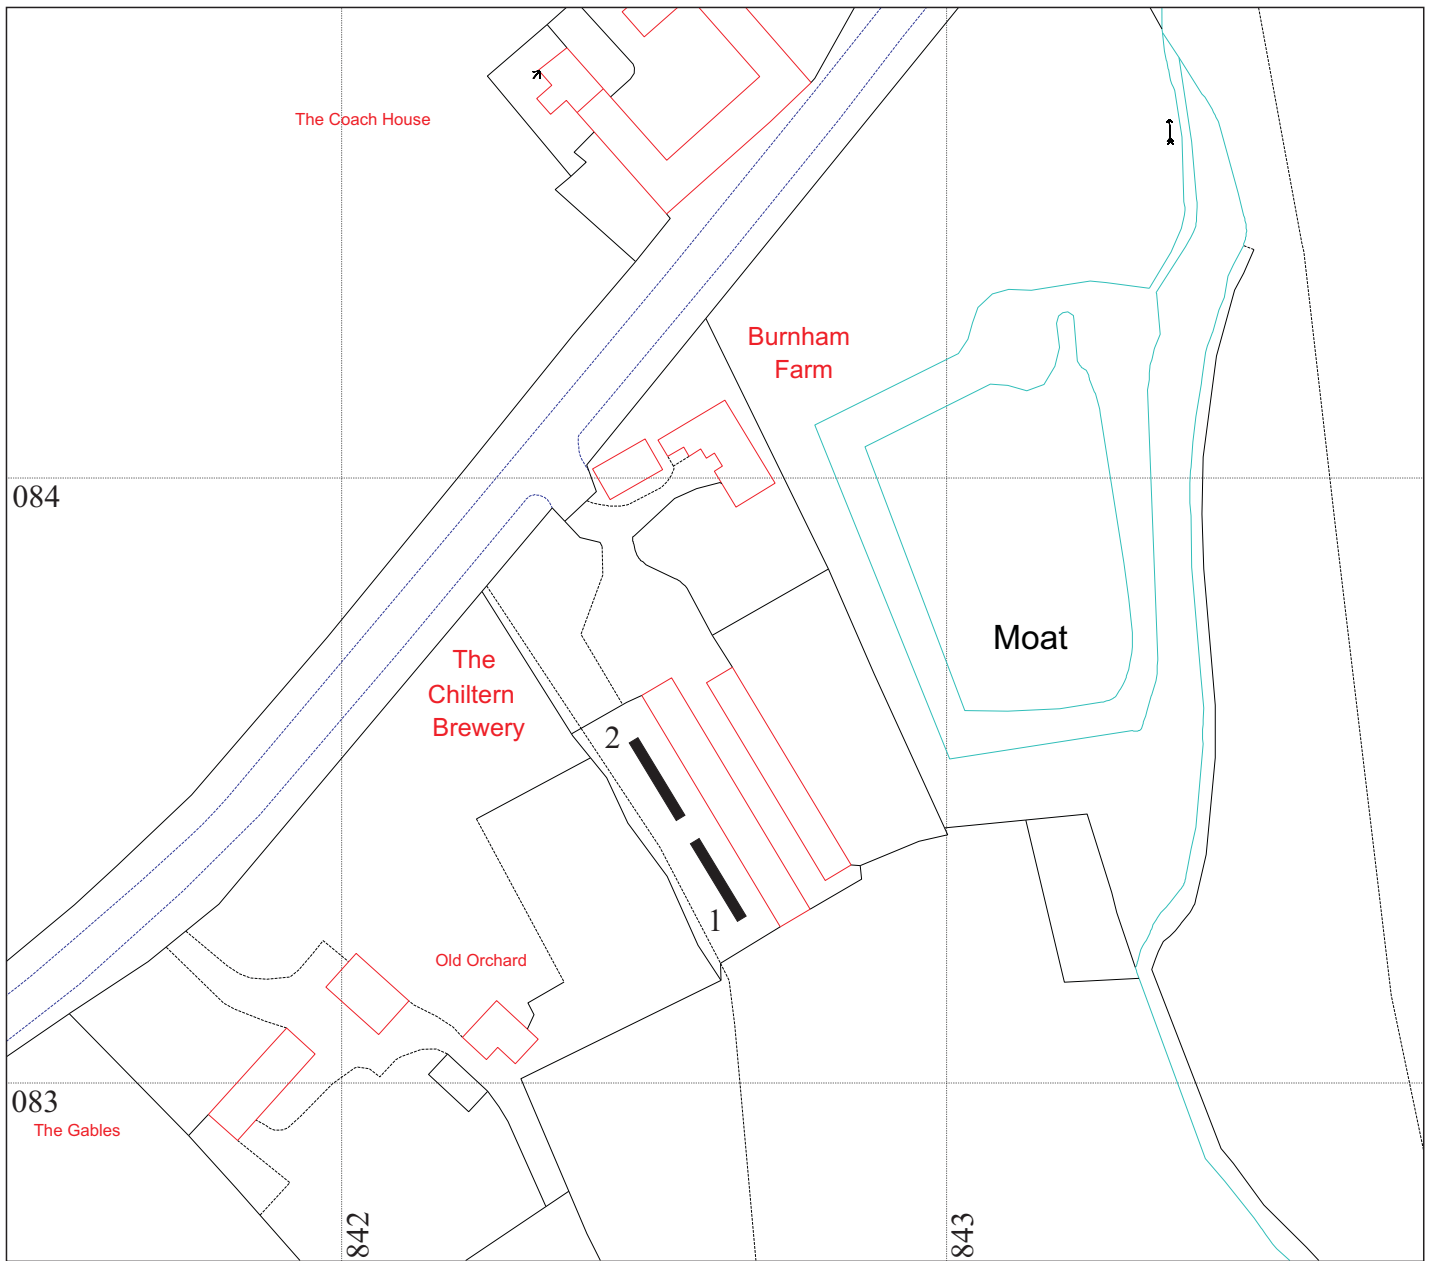 The Coach House
Burnham
Farm
084
Moat
The
Chiltern
Brewery
2
1
Old Orchard
083
The Gables
842
843